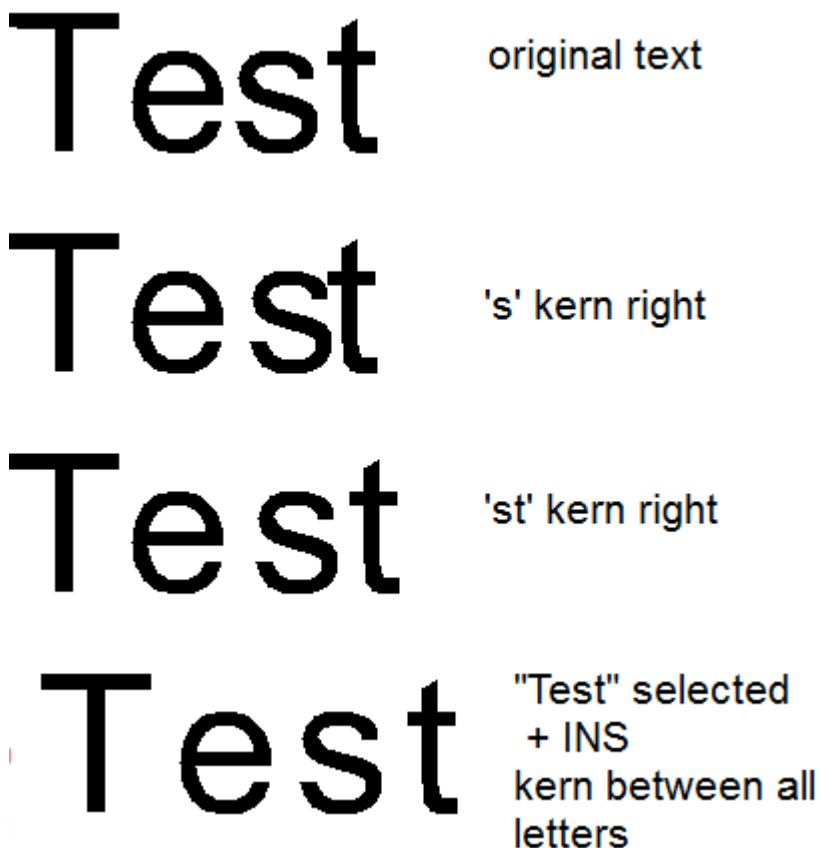 Test original text
Test 's' kern right
Test 'st' kern right
Test "Test" selected
+ INS
kern between all
letters